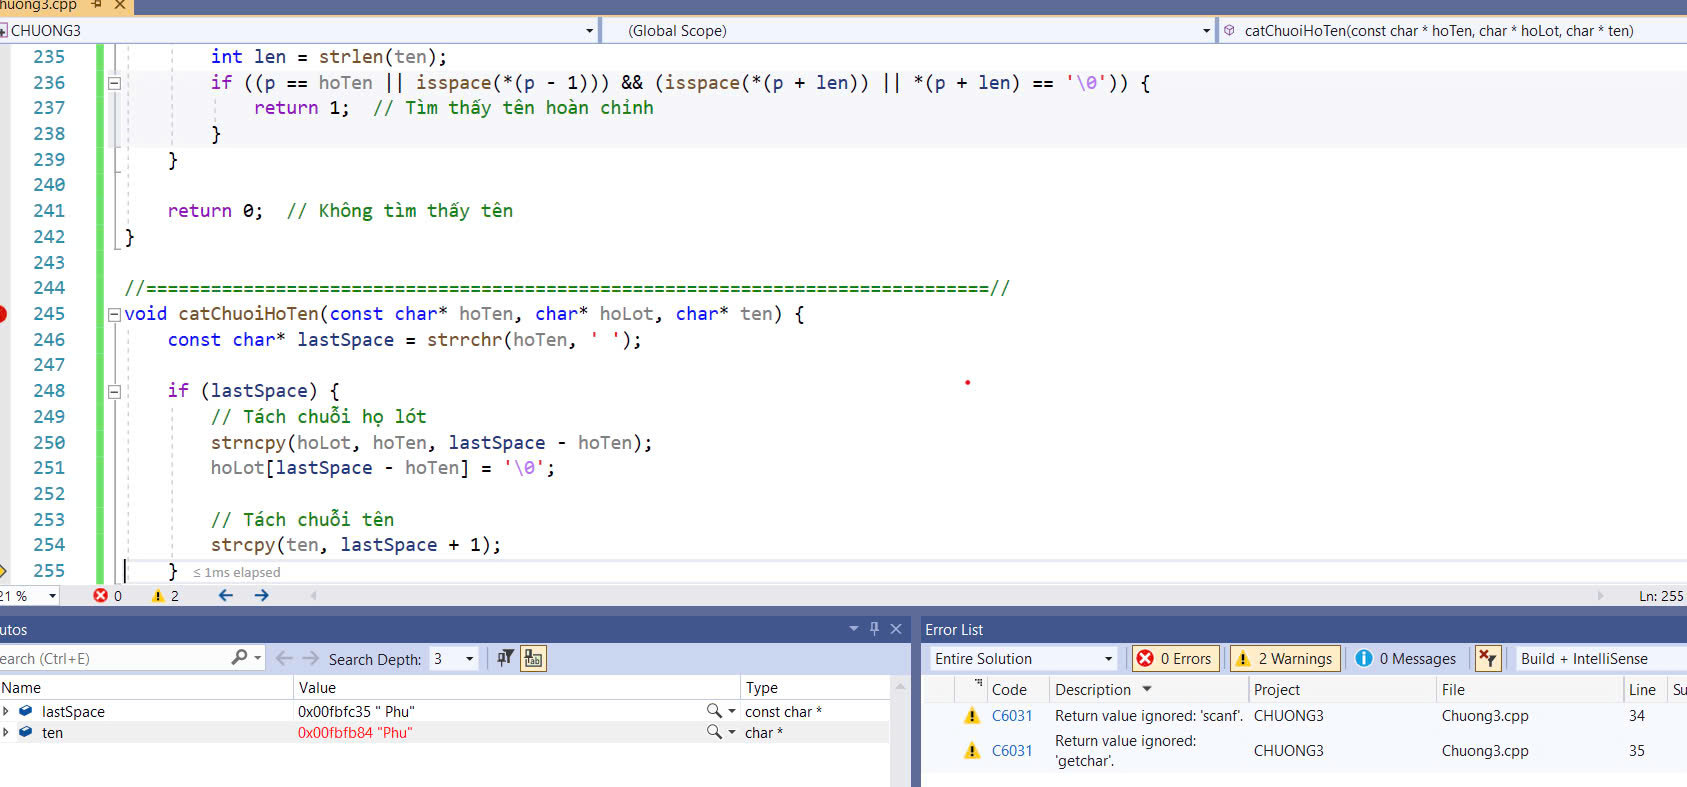 huong3.cpp
CHUONG3 (Global Scope) catChuoiHoTen(const char * hoTen, char * hoLot, char * ten)
235 int len = strlen(ten);
236 if ((p == hoTen || isspace(*(p - 1))) && (isspace(*(p + len)) || *(p + len) == '\0')) {
237 return 1;  // Tìm thấy tên hoàn chỉnh
238 }
239 }
240
241 return 0;  // Không tìm thấy tên
242 }
243
244 //==============================================================================//
245 void catChuoiHoTen(const char* hoTen, char* hoLot, char* ten) {
246 const char* lastSpace = strrchr(hoTen, ' ');
247
248 if (lastSpace) {
249 // Tách chuỗi họ lót
250 strncpy(hoLot, hoTen, lastSpace - hoTen);
251 hoLot[lastSpace - hoTen] = '\0';
252
253 // Tách chuỗi tên
254 strcpy(ten, lastSpace + 1);
255 } ≤ 1ms elapsed
21 % 0 2 Ln: 255
utos
earch (Ctrl+E) Search Depth: 3
Name Value Type
lastSpace 0x00fbfc35 " Phu" const char *
ten 0x00fbfb84 "Phu" char *
Error List
Entire Solution 0 Errors 2 Warnings 0 Messages Build + IntelliSense
Code Description Project File Line Su
C6031 Return value ignored: 'scanf'. CHUONG3 Chuong3.cpp 34
C6031 Return value ignored: 'getchar'. CHUONG3 Chuong3.cpp 35